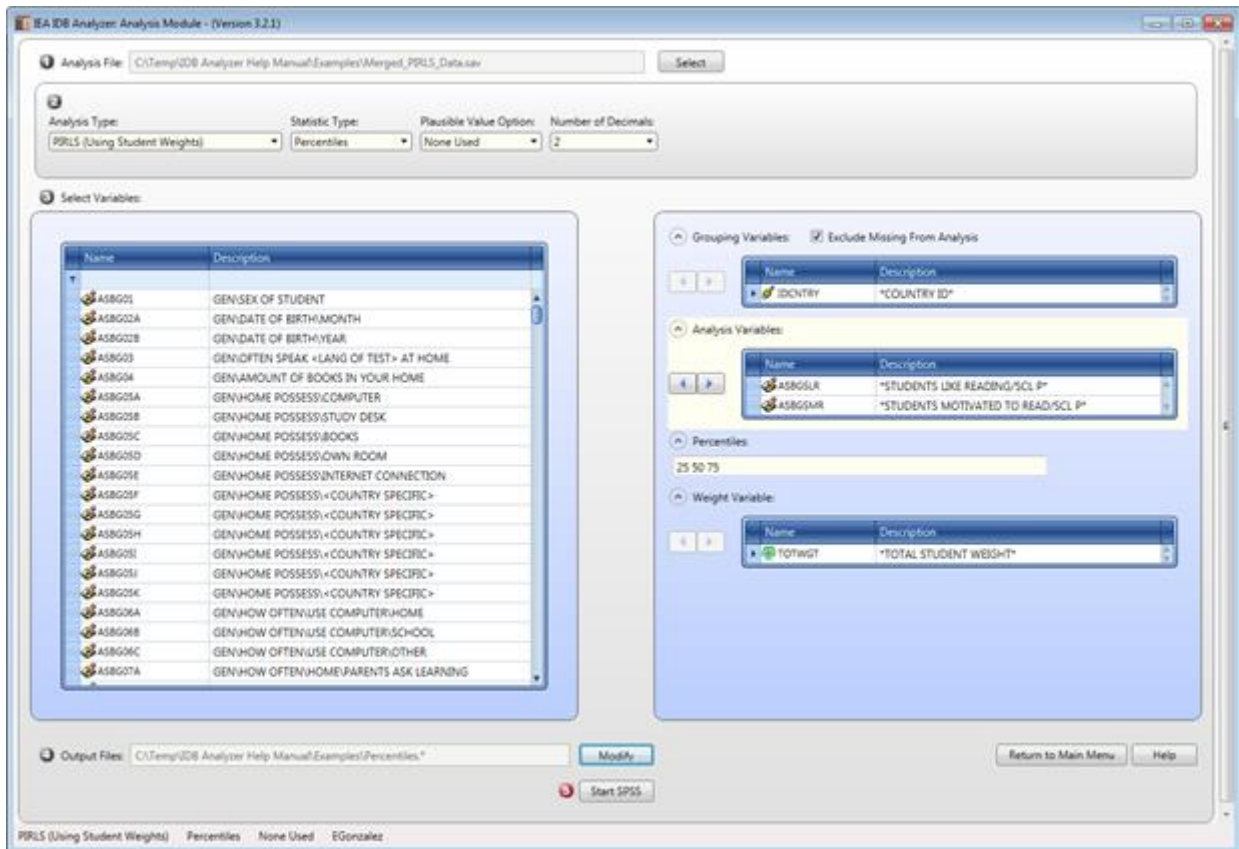 IEA IDB Analyzer: Analysis Module - (Version 3.2.1)
1 Analysis File: C:\Temp\IDB Analyzer Help Manual\Examples\Merged_PIRLS_Data.sav Select
2
Analysis Type: Statistic Type: Plausible Value Option: Number of Decimals:
PIRLS (Using Student Weights) Percentiles None Used 2
3 Select Variables:
Name Description
ASBG01 GEN\SEX OF STUDENT
ASBG02A GEN\DATE OF BIRTH\MONTH
ASBG02B GEN\DATE OF BIRTH\YEAR
ASBG03 GEN\OFTEN SPEAK <LANG OF TEST> AT HOME
ASBG04 GEN\AMOUNT OF BOOKS IN YOUR HOME
ASBG05A GEN\HOME POSSESS\COMPUTER
ASBG05B GEN\HOME POSSESS\STUDY DESK
ASBG05C GEN\HOME POSSESS\BOOKS
ASBG05D GEN\HOME POSSESS\OWN ROOM
ASBG05E GEN\HOME POSSESS\INTERNET CONNECTION
ASBG05F GEN\HOME POSSESS\<COUNTRY SPECIFIC>
ASBG05G GEN\HOME POSSESS\<COUNTRY SPECIFIC>
ASBG05H GEN\HOME POSSESS\<COUNTRY SPECIFIC>
ASBG05I GEN\HOME POSSESS\<COUNTRY SPECIFIC>
ASBG05J GEN\HOME POSSESS\<COUNTRY SPECIFIC>
ASBG05K GEN\HOME POSSESS\<COUNTRY SPECIFIC>
ASBG06A GEN\HOW OFTEN\USE COMPUTER\HOME
ASBG06B GEN\HOW OFTEN\USE COMPUTER\SCHOOL
ASBG06C GEN\HOW OFTEN\USE COMPUTER\OTHER
ASBG07A GEN\HOW OFTEN\HOME\PARENTS ASK LEARNING
Grouping Variables: Exclude Missing From Analysis
Name Description
IDCNTRY *COUNTRY ID*
Analysis Variables:
Name Description
ASBGSLR *STUDENTS LIKE READING/SCL P*
ASBGSMR *STUDENTS MOTIVATED TO READ/SCL P*
Percentiles:
25 50 75
Weight Variable:
Name Description
TOTWGT *TOTAL STUDENT WEIGHT*
Output Files: C:\Temp\IDB Analyzer Help Manual\Examples\Percentiles.* Modify Return to Main Menu Help
Start SPSS
PIRLS (Using Student Weights) Percentiles None Used EGonzalez